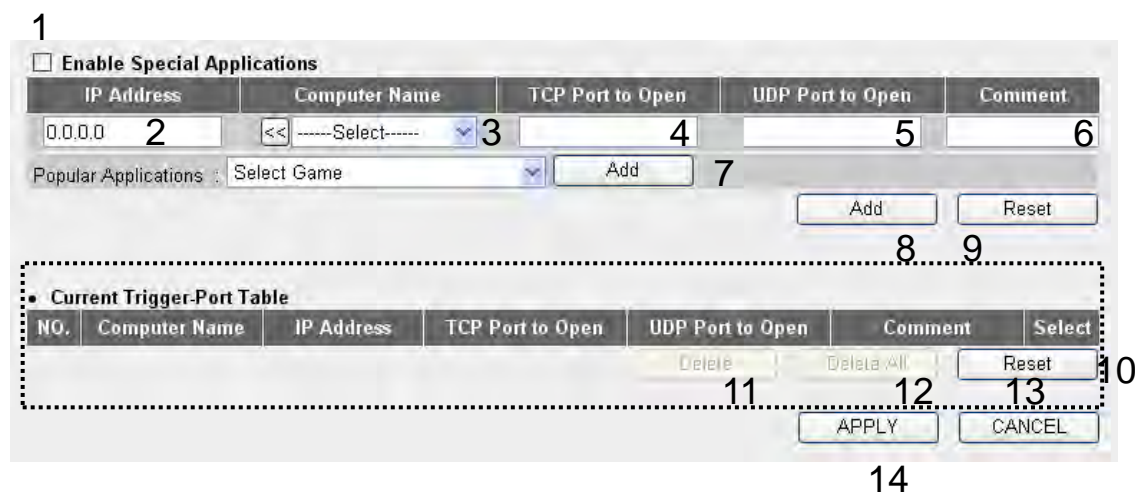 1
Enable Special Applications
IP Address Computer Name TCP Port to Open UDP Port to Open Comment
0.0.0.0 2 << ------Select------ 3 4 5 6
Popular Applications : Select Game Add 7
Add Reset
8 9
• Current Trigger-Port Table
NO. Computer Name IP Address TCP Port to Open UDP Port to Open Comment Select
Delete Delete All Reset 10
11 12 13
APPLY CANCEL
14